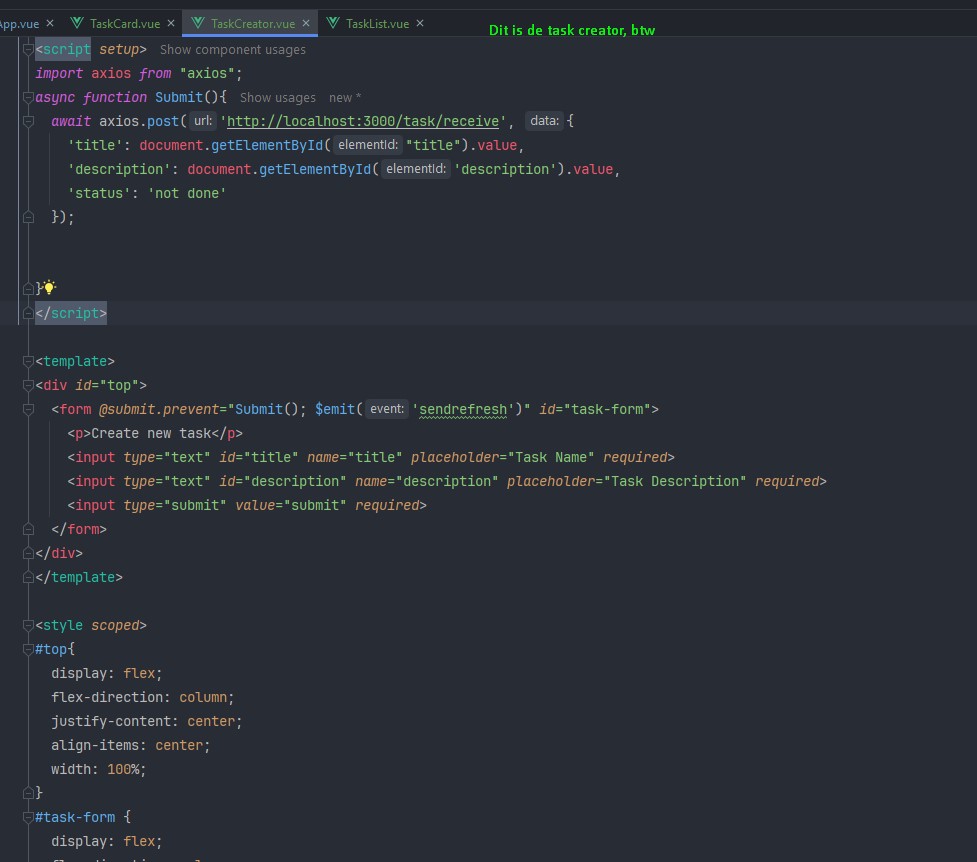 App.vue × TaskCard.vue × TaskCreator.vue × TaskList.vue ×
Dit is de task creator, btw
<script setup> Show component usages
import axios from "axios";
async function Submit(){ Show usages new *
await axios.post( url: 'http://localhost:3000/task/receive', data: {
'title': document.getElementById( elementId: "title").value,
'description': document.getElementById( elementId: 'description').value,
'status': 'not done'
});
}
</script>
<template>
<div id="top">
<form @submit.prevent="Submit(); $emit( event: 'sendrefresh')" id="task-form">
<p>Create new task</p>
<input type="text" id="title" name="title" placeholder="Task Name" required>
<input type="text" id="description" name="description" placeholder="Task Description" required>
<input type="submit" value="submit" required>
</form>
</div>
</template>
<style scoped>
#top{
display: flex;
flex-direction: column;
justify-content: center;
align-items: center;
width: 100%;
}
#task-form {
display: flex;